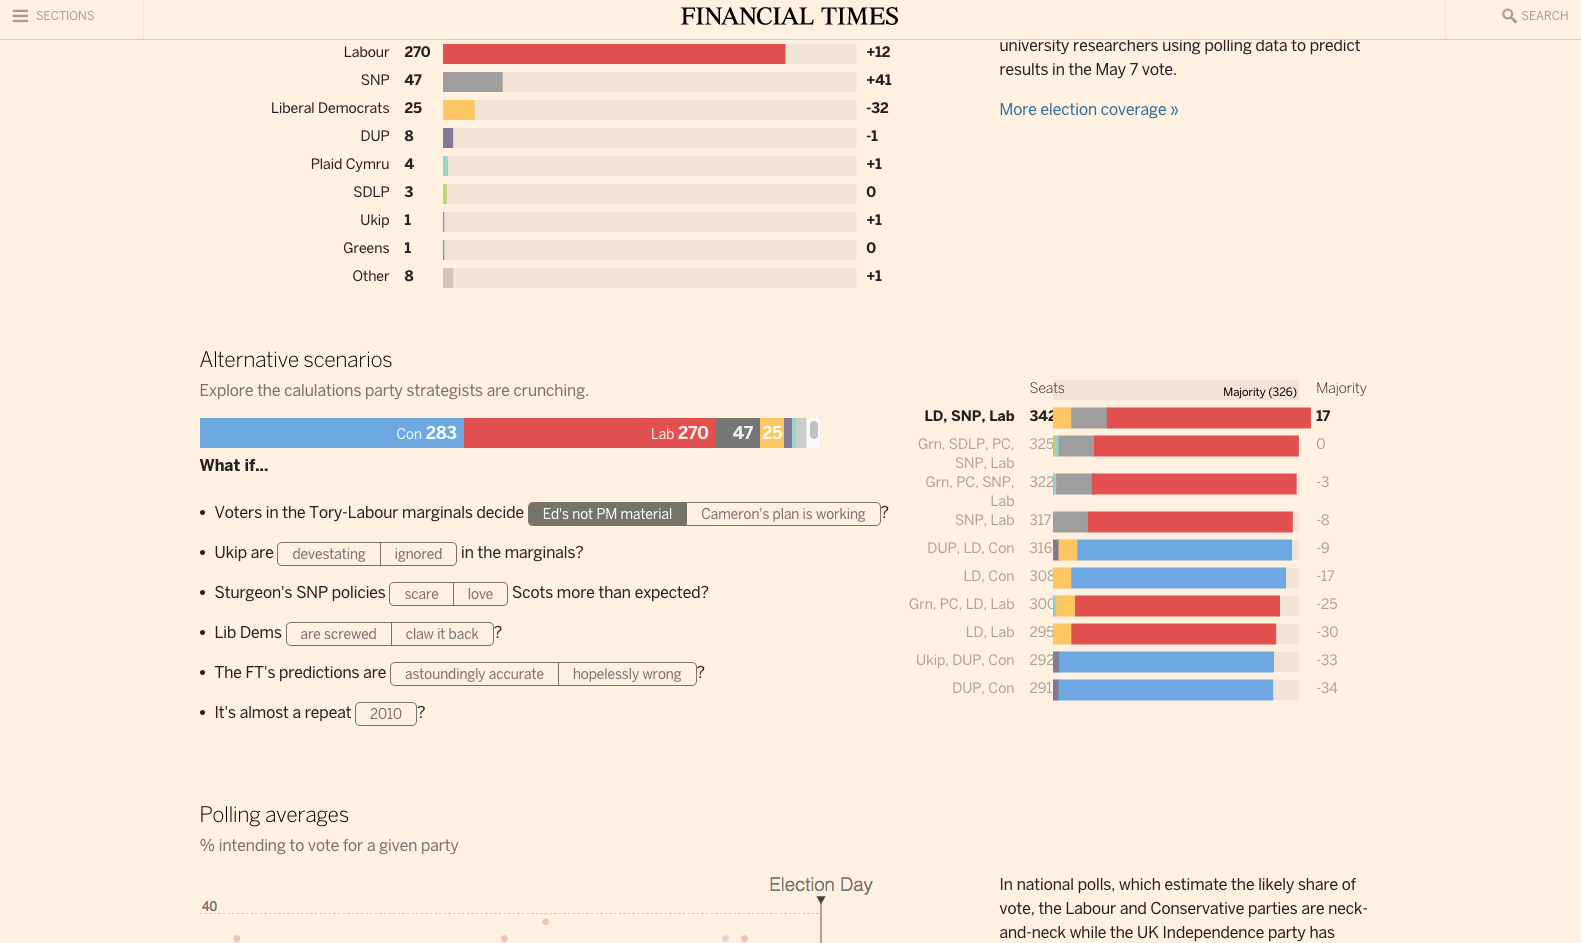 SECTIONS
FINANCIAL TIMES
SEARCH
Labour 270 +12
SNP 47 +41
Liberal Democrats 25 -32
DUP 8 -1
Plaid Cymru 4 +1
SDLP 3 0
Ukip 1 +1
Greens 1 0
Other 8 +1
university researchers using polling data to predict
results in the May 7 vote.
More election coverage »
Alternative scenarios
Explore the calulations party strategists are crunching.
Con 283 Lab 270 47 25
What if...
• Voters in the Tory-Labour marginals decide Ed's not PM material Cameron's plan is working ?
• Ukip are devestating ignored in the marginals?
• Sturgeon's SNP policies scare love Scots more than expected?
• Lib Dems are screwed claw it back ?
• The FT's predictions are astoundingly accurate hopelessly wrong ?
• It's almost a repeat 2010 ?
Seats Majority (326) Majority
LD, SNP, Lab 342 17
Grn, SDLP, PC, 325 0
SNP, Lab
Grn, PC, SNP, 322 -3
Lab
SNP, Lab 317 -8
DUP, LD, Con 316 -9
LD, Con 308 -17
Grn, PC, LD, Lab 300 -25
LD, Lab 295 -30
Ukip, DUP, Con 292 -33
DUP, Con 291 -34
Polling averages
% intending to vote for a given party
Election Day
40
In national polls, which estimate the likely share of
vote, the Labour and Conservative parties are neck-
and-neck while the UK Independence party has